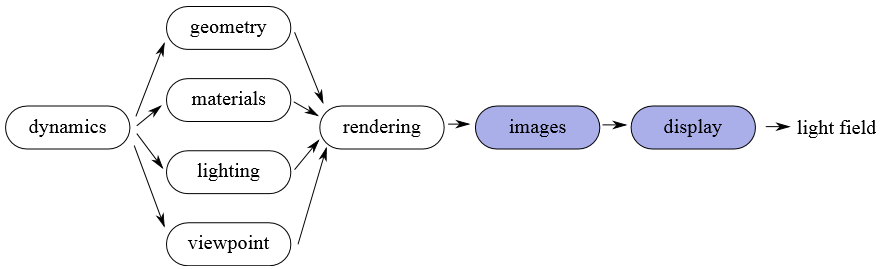 dynamics
geometry
materials
lighting
viewpoint
rendering
images
display
light field